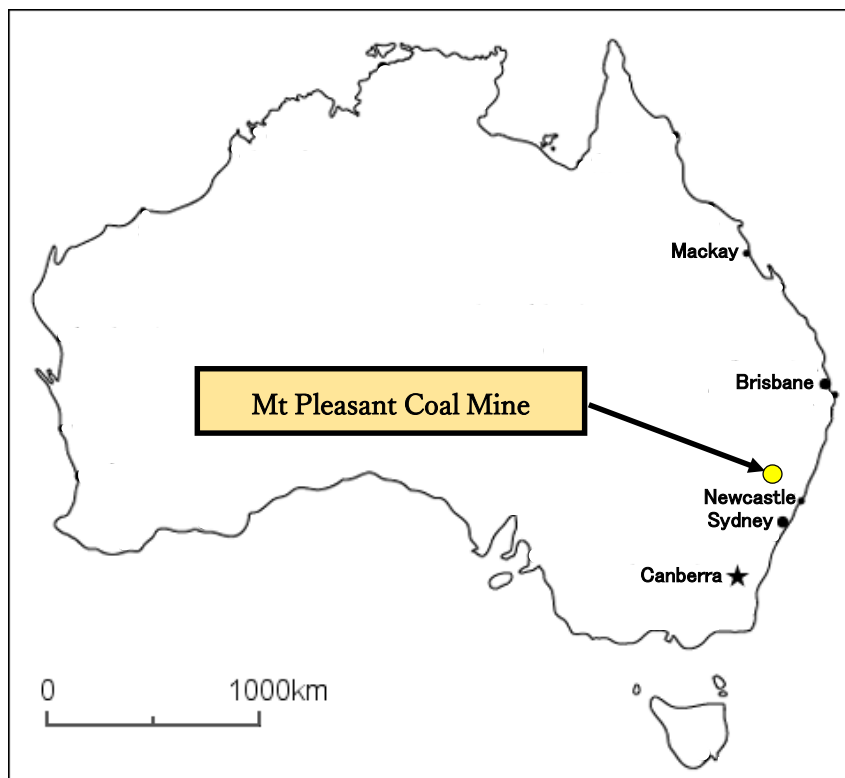 Mackay
Brisbane
Mt Pleasant Coal Mine
Newcastle
Sydney
Canberra
0 1000km